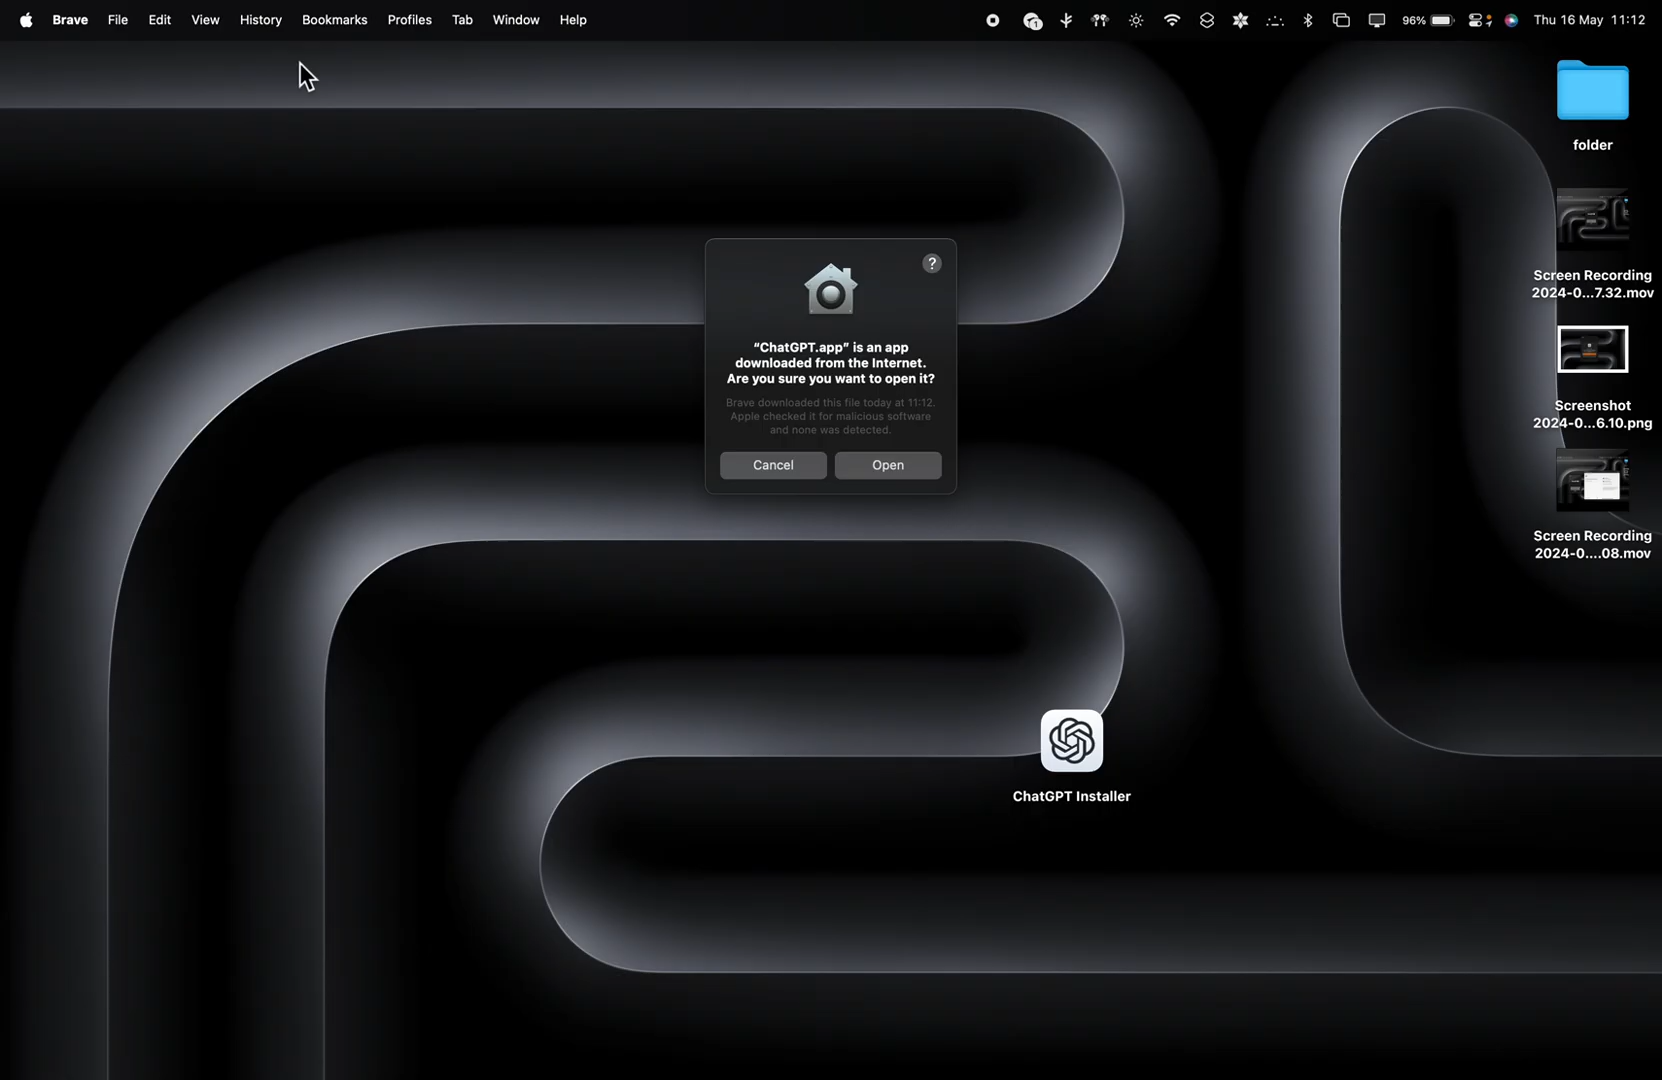 Brave File Edit View History Bookmarks Profiles Tab Window Help 96% Thu 16 May 11:12
folder
Screen Recording
2024-0...7.32.mov
Screenshot
2024-0...6.10.png
Screen Recording
2024-0....08.mov
?
“ChatGPT.app” is an app
downloaded from the Internet.
Are you sure you want to open it?
Brave downloaded this file today at 11:12.
Apple checked it for malicious software
and none was detected.
Cancel Open
ChatGPT Installer